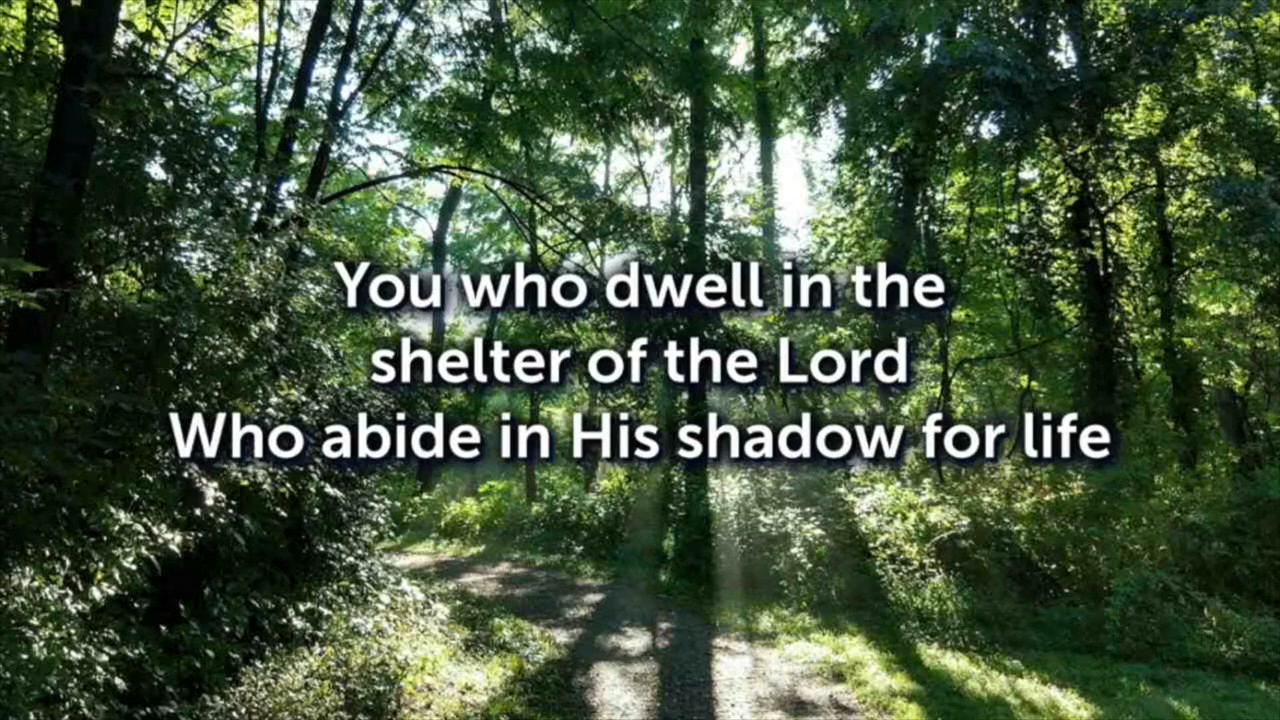 You who dwell in the
shelter of the Lord
Who abide in His shadow for life